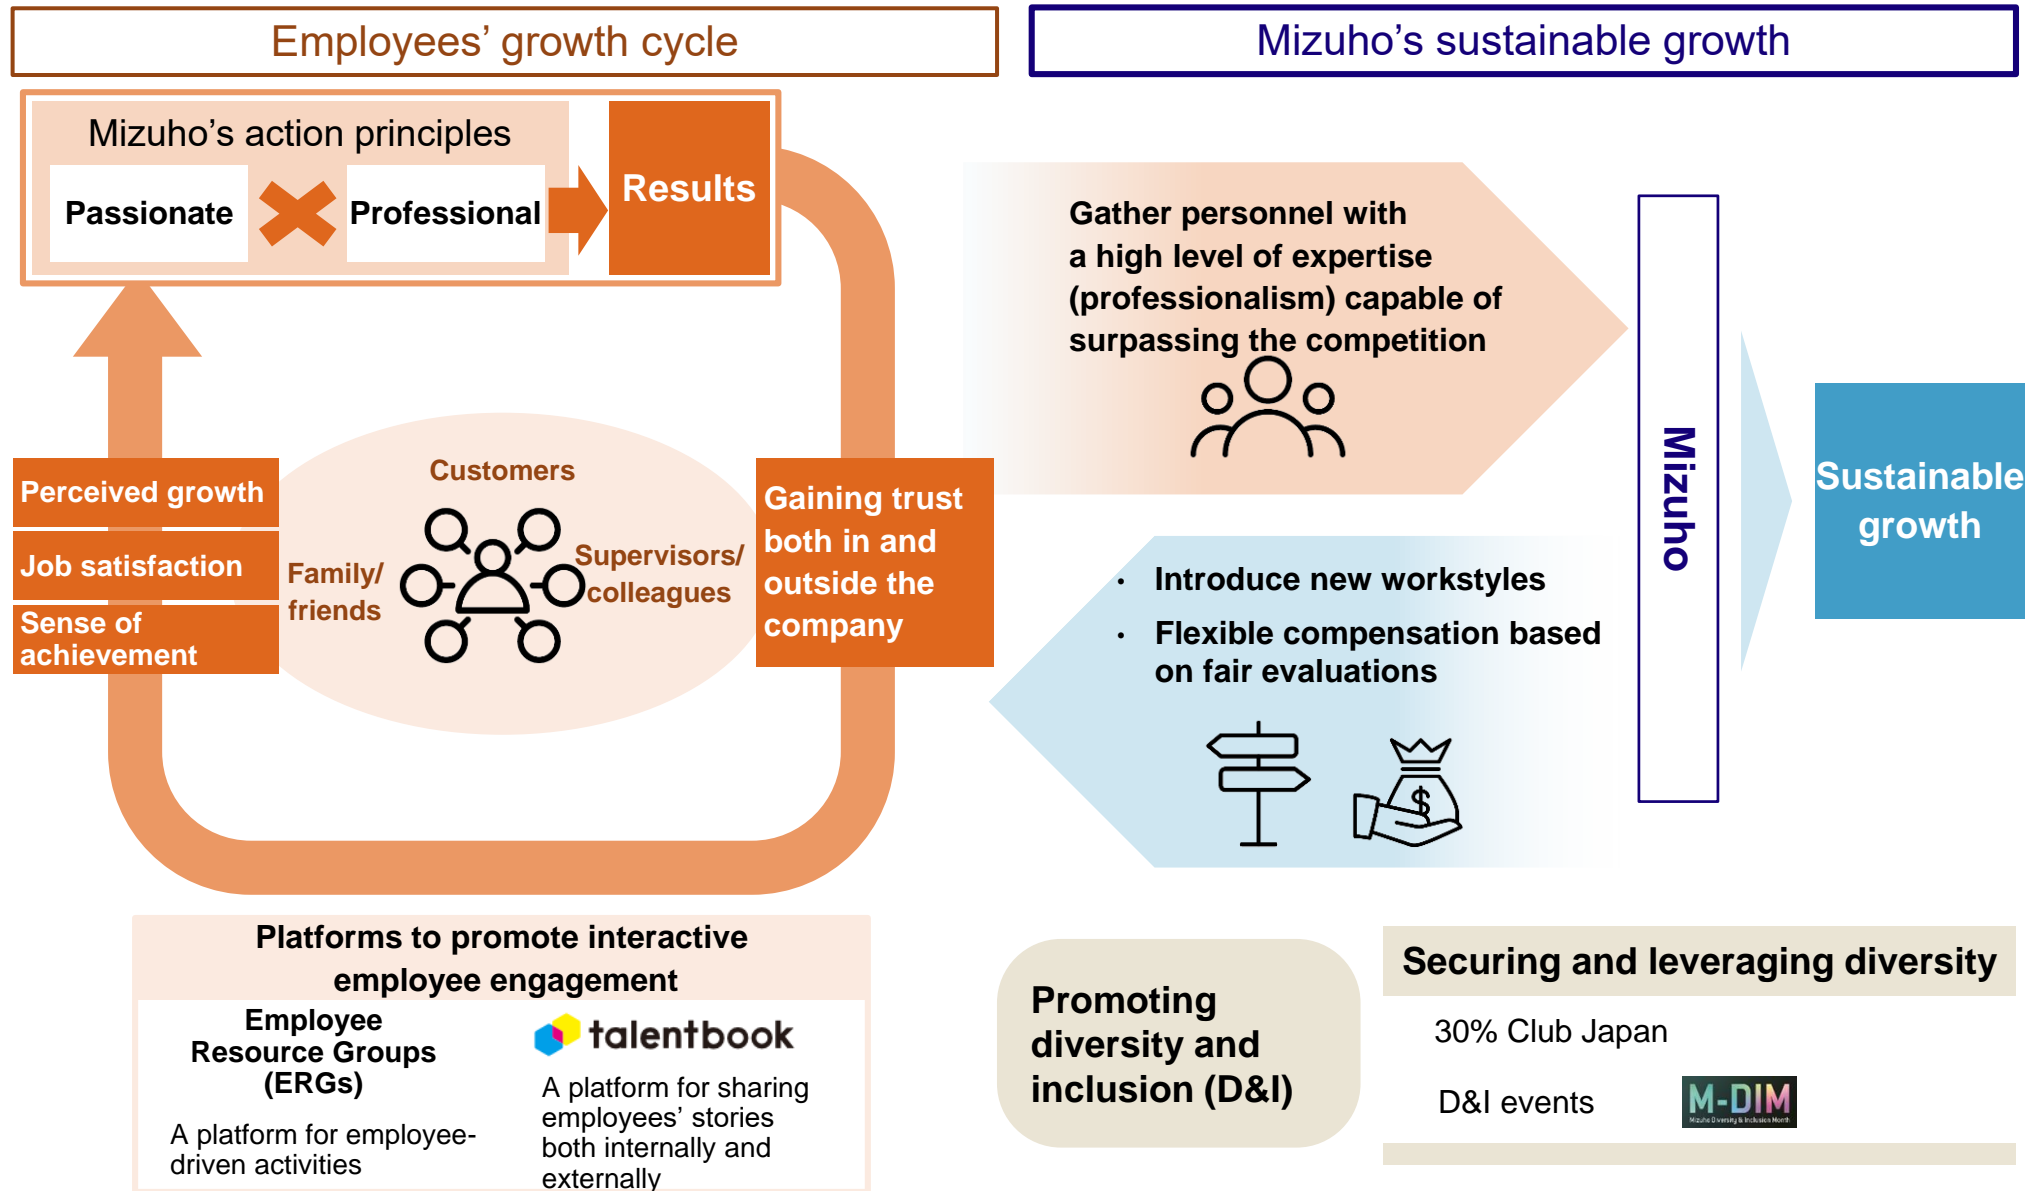 Employees’ growth cycle
Mizuho’s sustainable growth
Mizuho’s action principles
Passionate
Professional
Results
Gather personnel with
a high level of expertise
(professionalism) capable of
surpassing the competition
Mizuho
Sustainable
growth
Customers
Perceived growth
Job satisfaction
Sense of
achievement
Family/
friends
Supervisors/
colleagues
Gaining trust
both in and
outside the
company
・ Introduce new workstyles
・ Flexible compensation based
on fair evaluations
$
Platforms to promote interactive
employee engagement
Employee
Resource Groups
(ERGs)
A platform for employee-
driven activities
talentbook
A platform for sharing
employees’ stories
both internally and
externally
Promoting
diversity and
inclusion (D&I)
Securing and leveraging diversity
30% Club Japan
D&I events
M-DIM
Mizuho Diversity & Inclusion Month